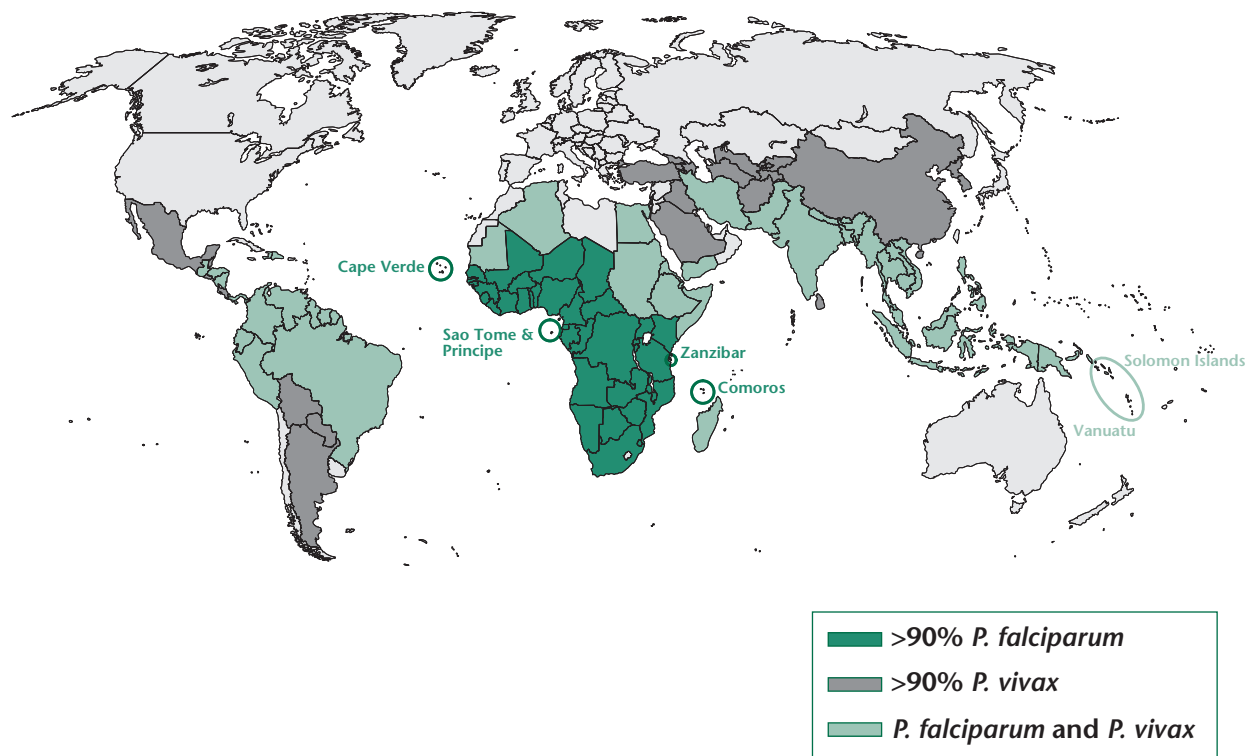 Cape Verde
Sao Tome &
Principe
Zanzibar
Comoros
Solomon Islands
Vanuatu
>90% P. falciparum
>90% P. vivax
P. falciparum and P. vivax